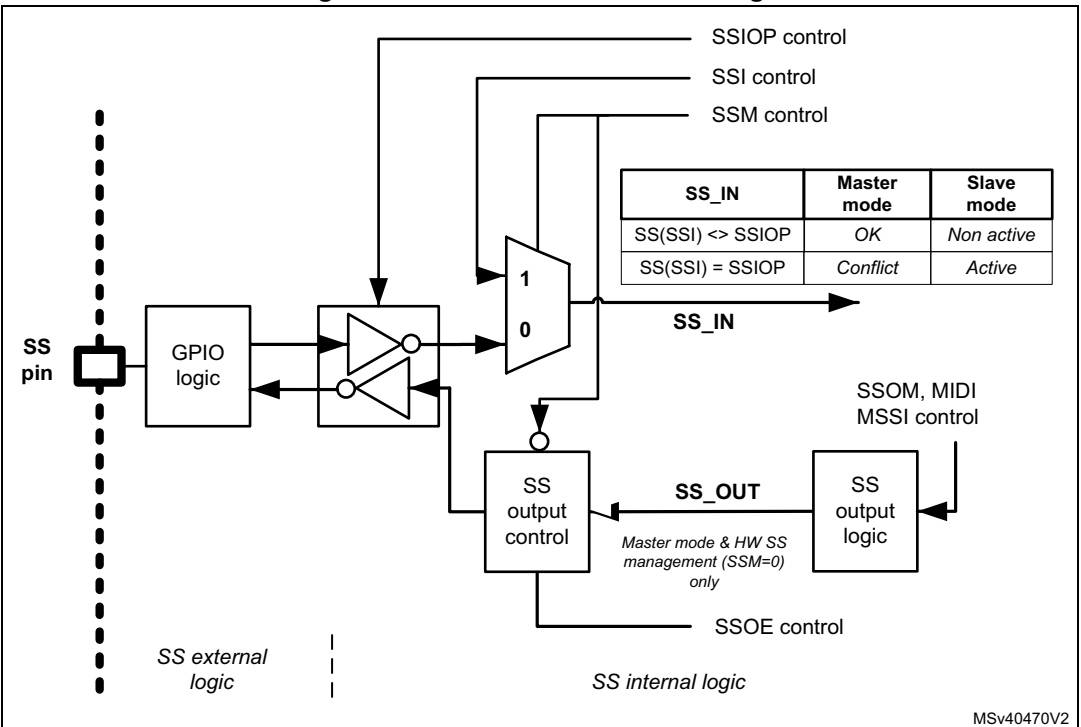 SSIOP control
SSI control
SSM control
SS_IN
Master
mode
Slave
mode
SS(SSI) <> SSIOP
OK
Non active
SS(SSI) = SSIOP
Conflict
Active
1
0
SS_IN
SS
pin
GPIO
logic
SSOM, MIDI
MSSI control
SS
output
control
SS_OUT
SS
output
logic
Master mode & HW SS
management (SSM=0)
only
SSOE control
SS external
logic
SS internal logic
MSv40470V2